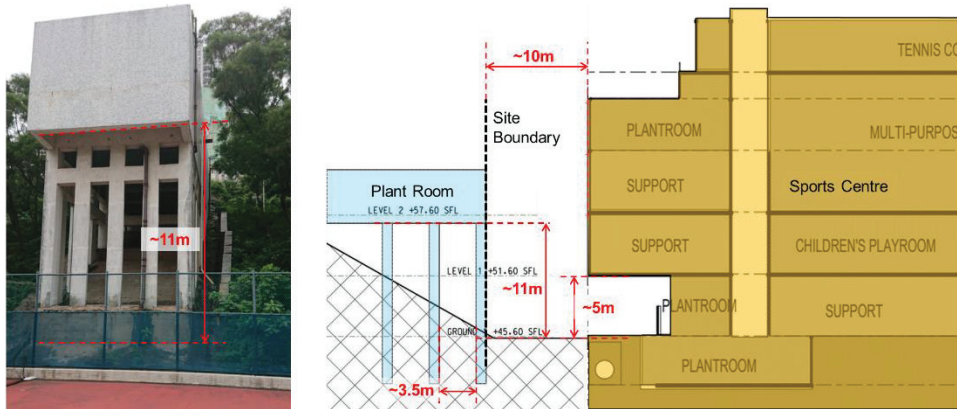 ~11m
~10m
Site
Boundary
Plant Room
LEVEL 2 +57.60 SFL
LEVEL 1 +51.60 SFL
~11m
GROUND +45.60 SFL
~3.5m
~5m
TENNIS CO
PLANTROOM
MULTI-PURPOS
SUPPORT
Sports Centre
SUPPORT
CHILDREN'S PLAYROOM
PLANTROOM
SUPPORT
PLANTROOM